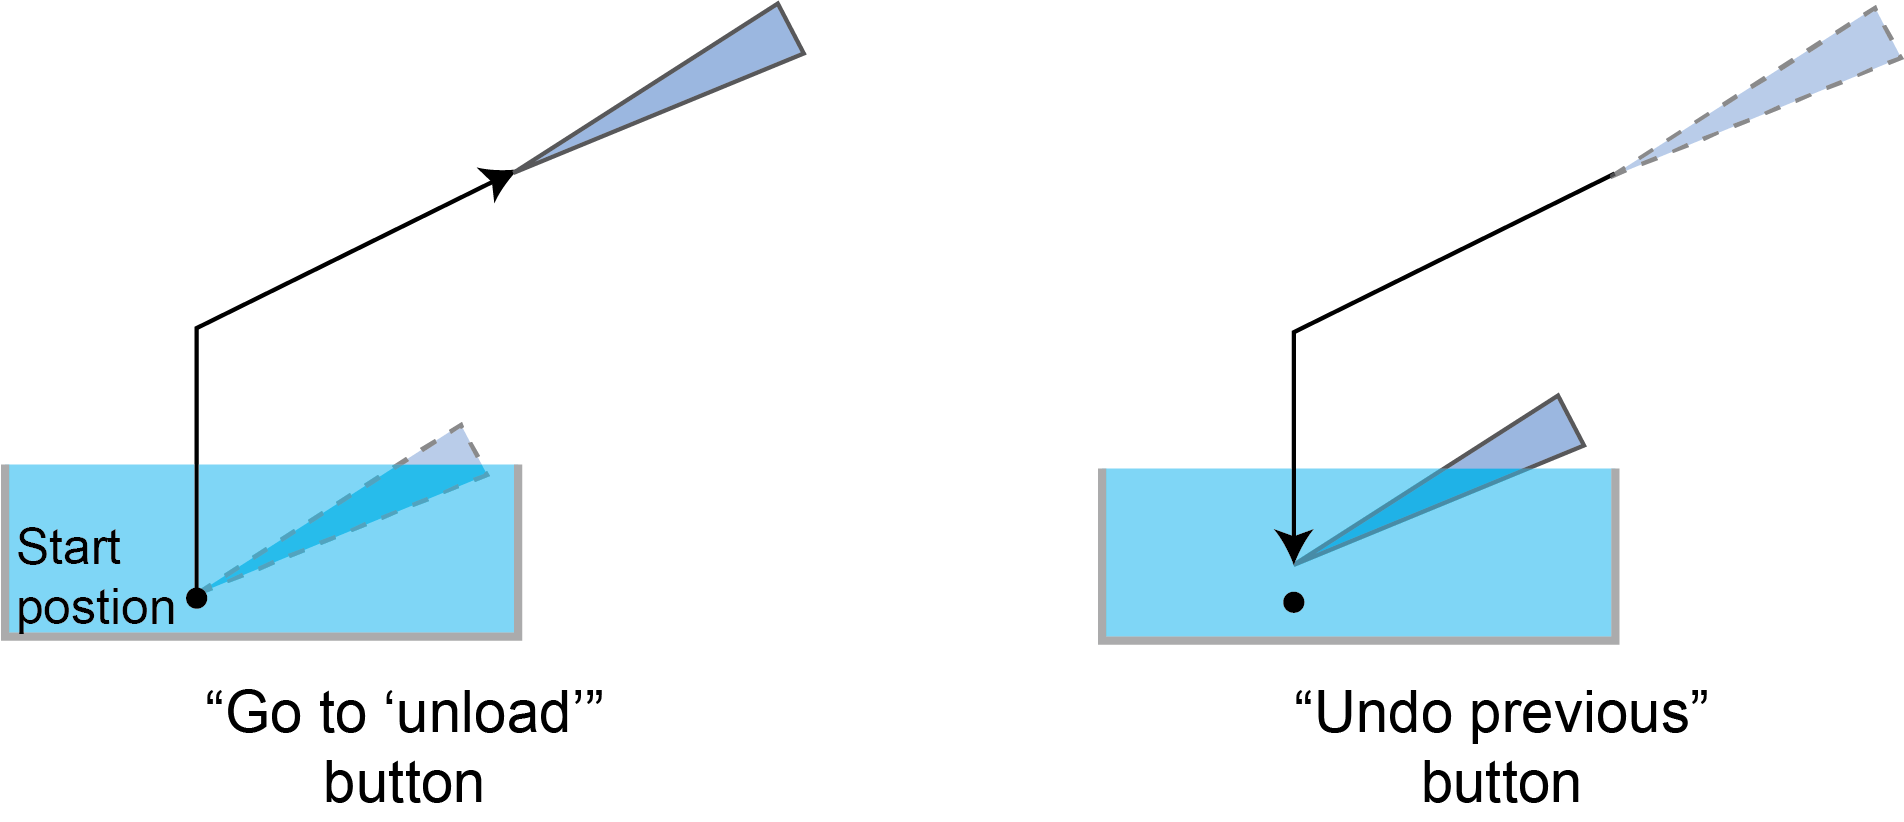 Start
postion
“Go to ‘unload’”
button
“Undo previous”
button